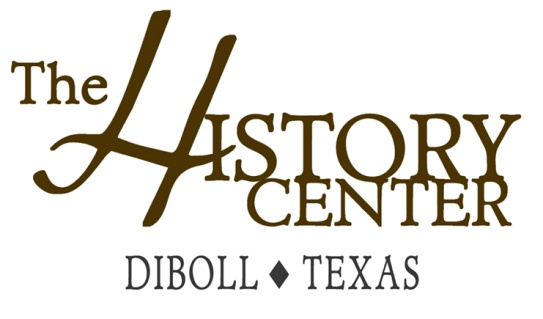 The HISTORY
CENTER
DIBOLL ♦ TEXAS